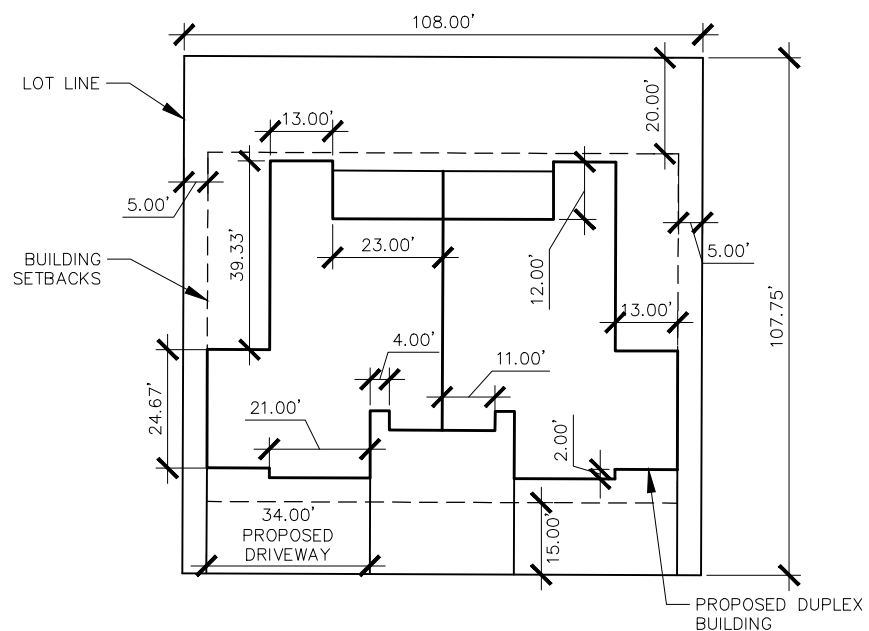 108.00'
LOT LINE
13.00'
20.00'
5.00'
39.33'
23.00'
12.00'
5.00'
BUILDING
SETBACKS
13.00'
107.75'
4.00'
11.00'
24.67'
21.00'
2.00'
34.00'
PROPOSED
DRIVEWAY
15.00'
PROPOSED DUPLEX
BUILDING